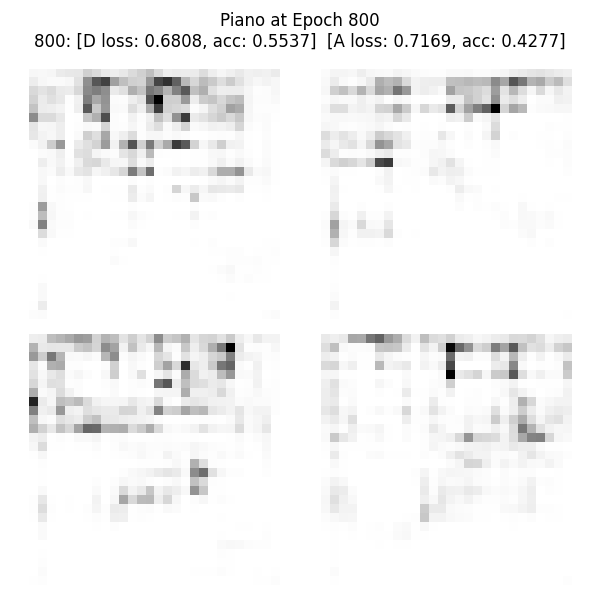 Piano at Epoch 800
800: [D loss: 0.6808, acc: 0.5537]  [A loss: 0.7169, acc: 0.4277]